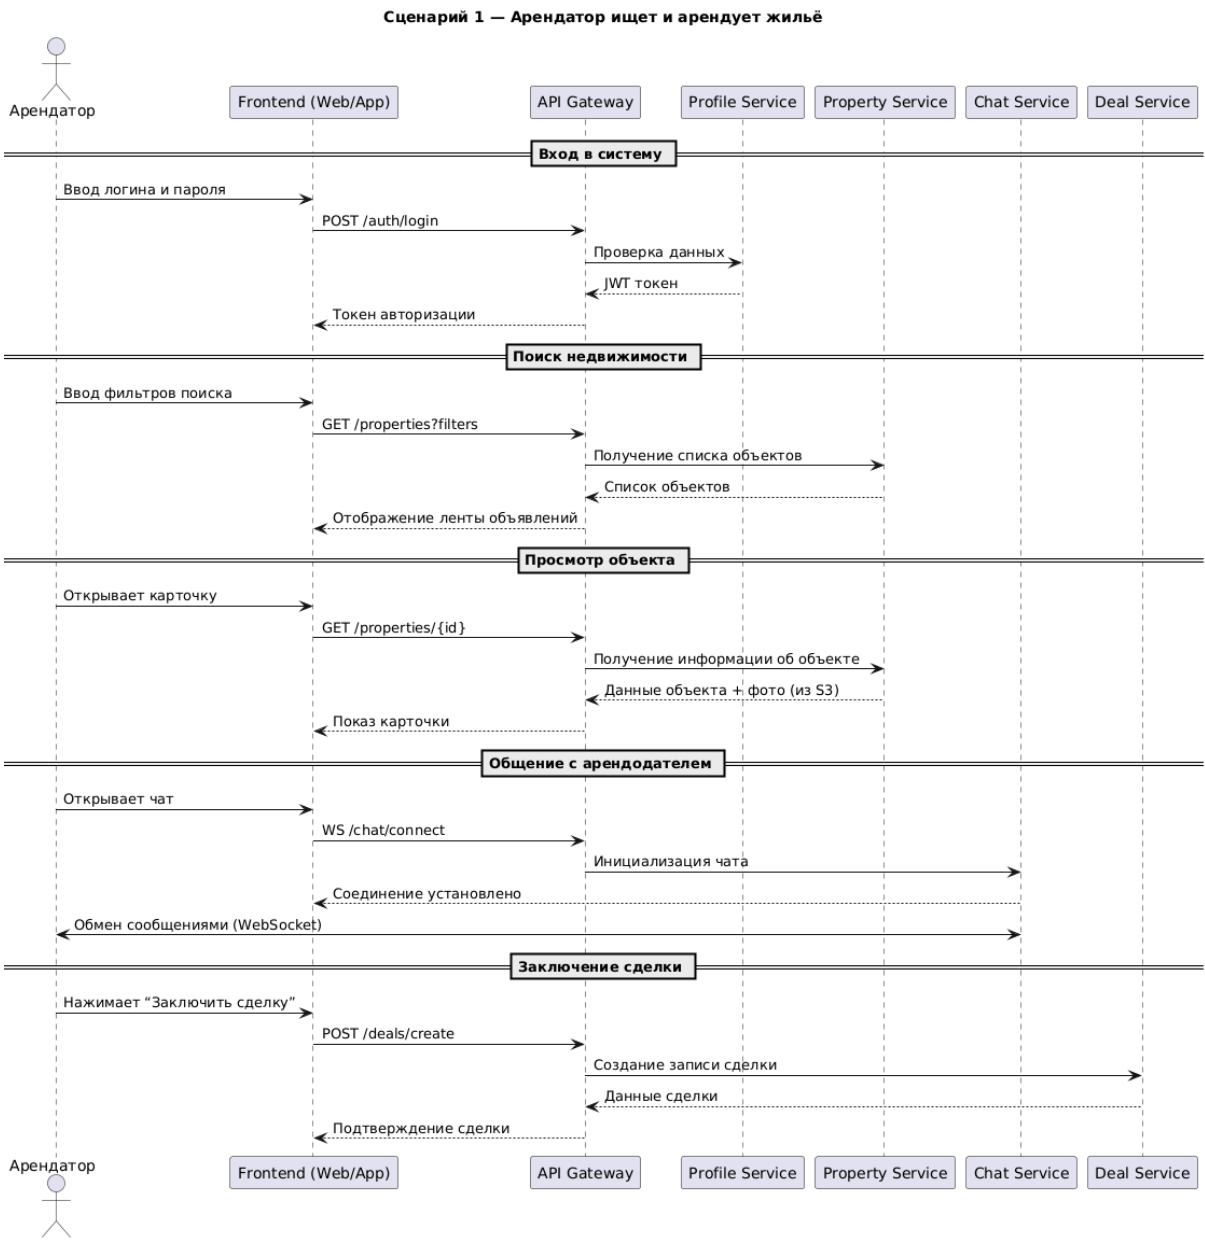 Сценарий 1 — Арендатор ищет и арендует жильё
Арендатор
Frontend (Web/App)
API Gateway
Profile Service
Property Service
Chat Service
Deal Service
Вход в систему
Ввод логина и пароля
POST /auth/login
Проверка данных
JWT токен
Токен авторизации
Поиск недвижимости
Ввод фильтров поиска
GET /properties?filters
Получение списка объектов
Список объектов
Отображение ленты объявлений
Просмотр объекта
Открывает карточку
GET /properties/{id}
Получение информации об объекте
Данные объекта + фото (из S3)
Показ карточки
Общение с арендодателем
Открывает чат
WS /chat/connect
Инициализация чата
Соединение установлено
Обмен сообщениями (WebSocket)
Заключение сделки
Нажимает “Заключить сделку”
POST /deals/create
Создание записи сделки
Данные сделки
Подтверждение сделки
Арендатор
Frontend (Web/App)
API Gateway
Profile Service
Property Service
Chat Service
Deal Service